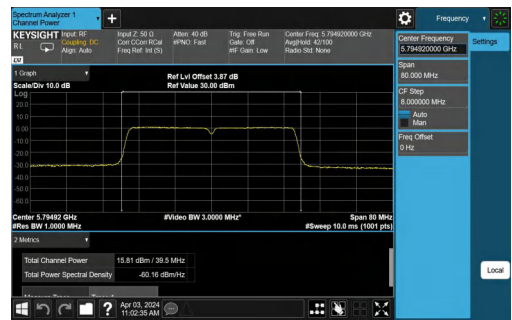 Spectrum Analyzer 1
Channel Power
+
Frequency
KEYSIGHT Input: RF
RL Coupling: DC
Align: Auto
LW
Input Z: 50 Ω
Corr CCorr RCal
Freq Ref: Int (S)
Atten: 40 dB
#PNO: Fast
Trig: Free Run
Gate: Off
#IF Gain: Low
Center Freq: 5.794920000 GHz
Avg|Hold: 42/100
Radio Std: None
Center Frequency
5.794920000 GHz
Settings
Span
80.000 MHz
CF Step
8.000000 MHz
Auto
Man
Freq Offset
0 Hz
1 Graph
Scale/Div 10.0 dB
Ref Lvl Offset 3.87 dB
Ref Value 30.00 dBm
Log
20.0
10.0
0.00
-10.0
-20.0
-30.0
-40.0
-50.0
-60.0
Center 5.79492 GHz
#Res BW 1.0000 MHz
#Video BW 3.0000 MHz*
Span 80 MHz
#Sweep 10.0 ms (1001 pts)
2 Metrics
Total Channel Power 15.81 dBm / 39.5 MHz
Total Power Spectral Density -60.16 dBm/Hz
Local
?
Apr 03, 2024
11:02:35 AM